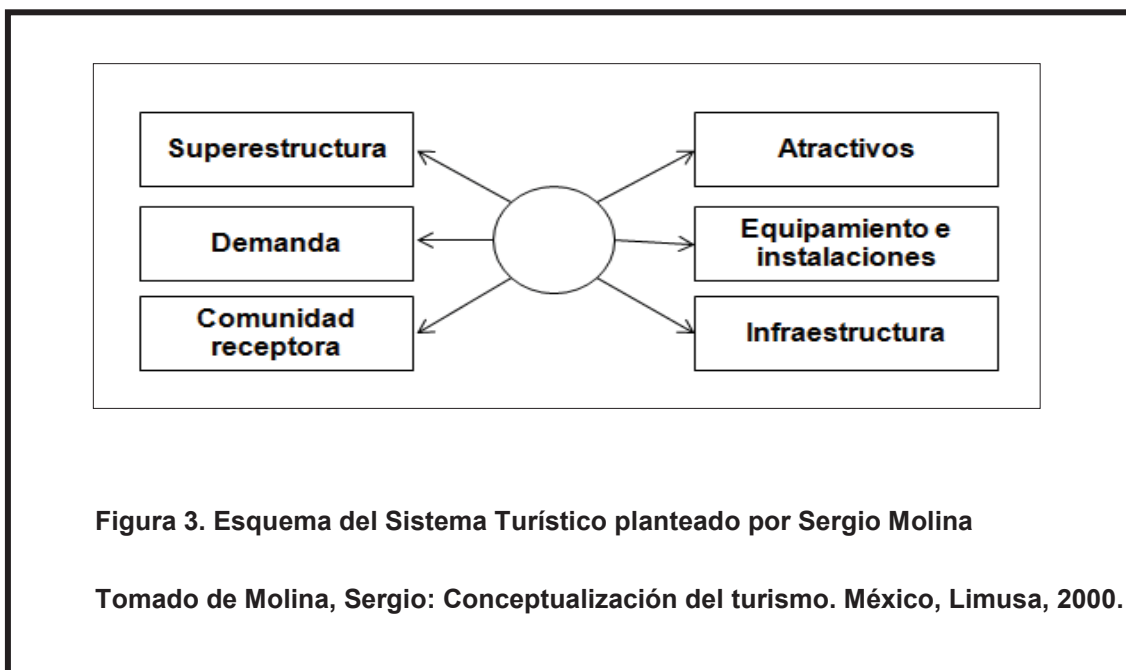 Superestructura
Demanda
Comunidad
receptora
Atractivos
Equipamiento e
instalaciones
Infraestructura
Figura 3. Esquema del Sistema Turístico planteado por Sergio Molina
Tomado de Molina, Sergio: Conceptualización del turismo. México, Limusa, 2000.